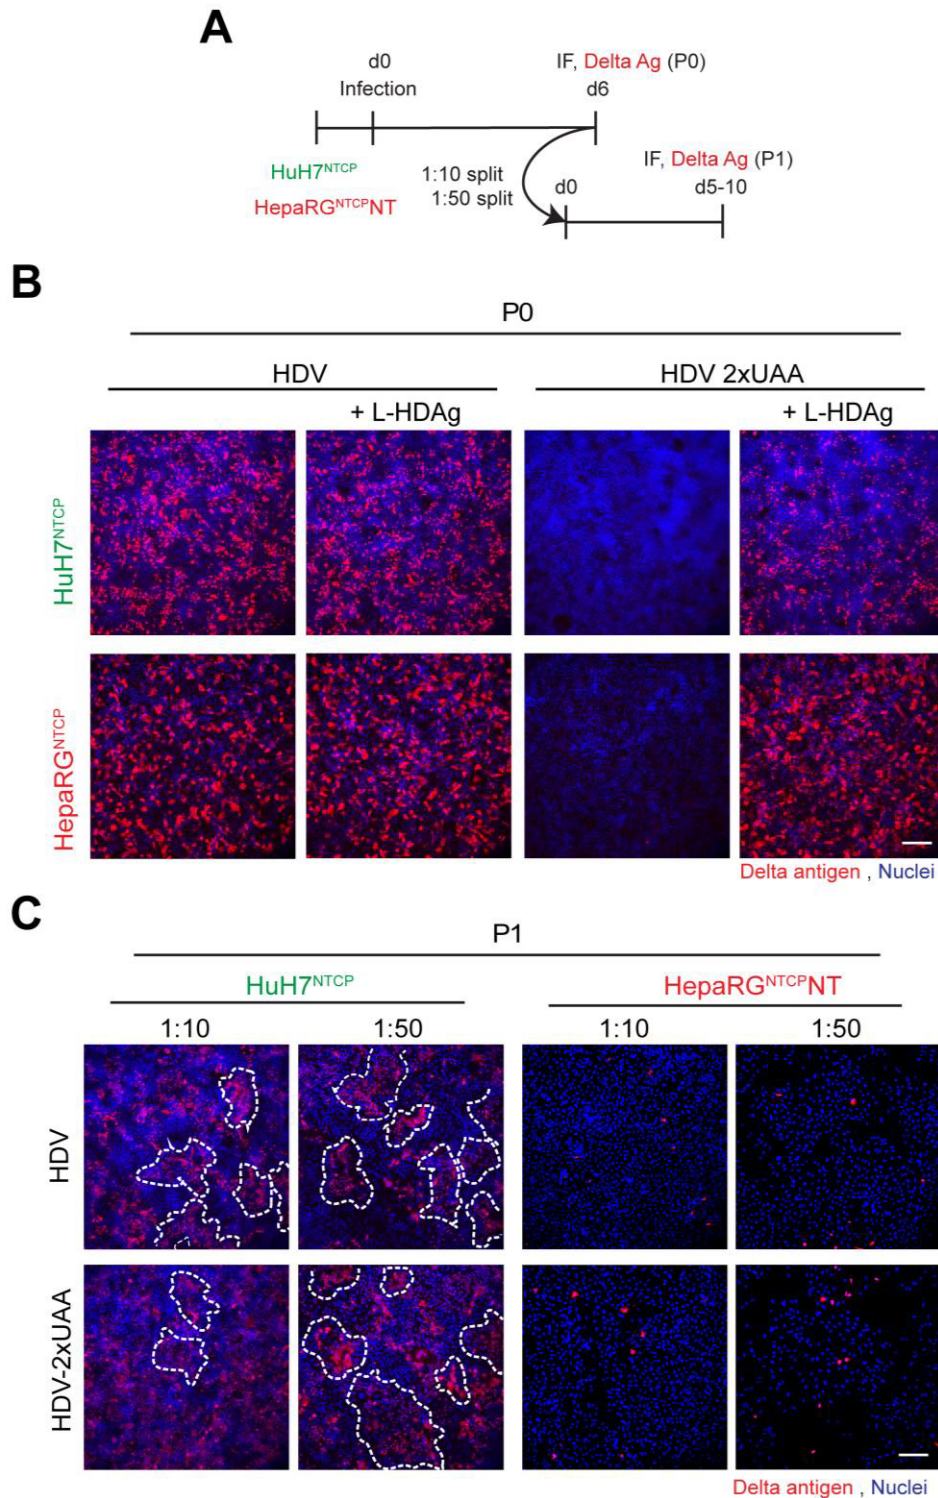 A
d0
Infection
IF, Delta Ag (P0)
d6
HuH7NTCP
HepaRGNTCPNT
1:10 split
1:50 split
d0
IF, Delta Ag (P1)
d5-10
B
P0
HDV
HDV 2xUAA
+ L-HDAg
+ L-HDAg
HuH7NTCP
HepaRGNTCP
Delta antigen , Nuclei
C
P1
HuH7NTCP
HepaRGNTCPNT
1:10
1:50
1:10
1:50
HDV
HDV-2xUAA
Delta antigen , Nuclei